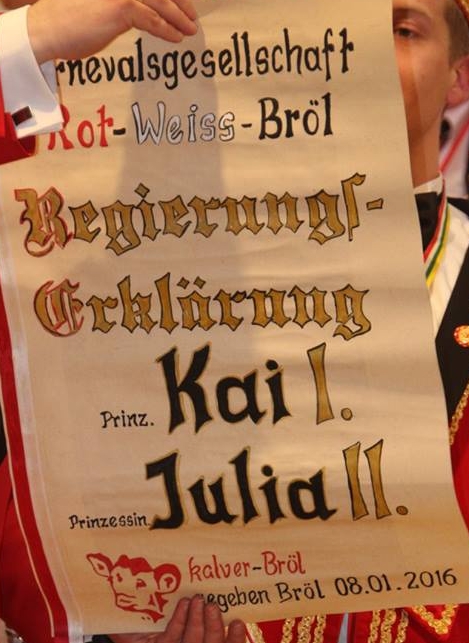 rnevalsgesellschaft
Rot-Weiss-Bröl
Regierungs-
Erklärung
Prinz. Kai I.
Prinzessin. Julia II.
kalver-Bröl
egeben Bröl 08.01.2016